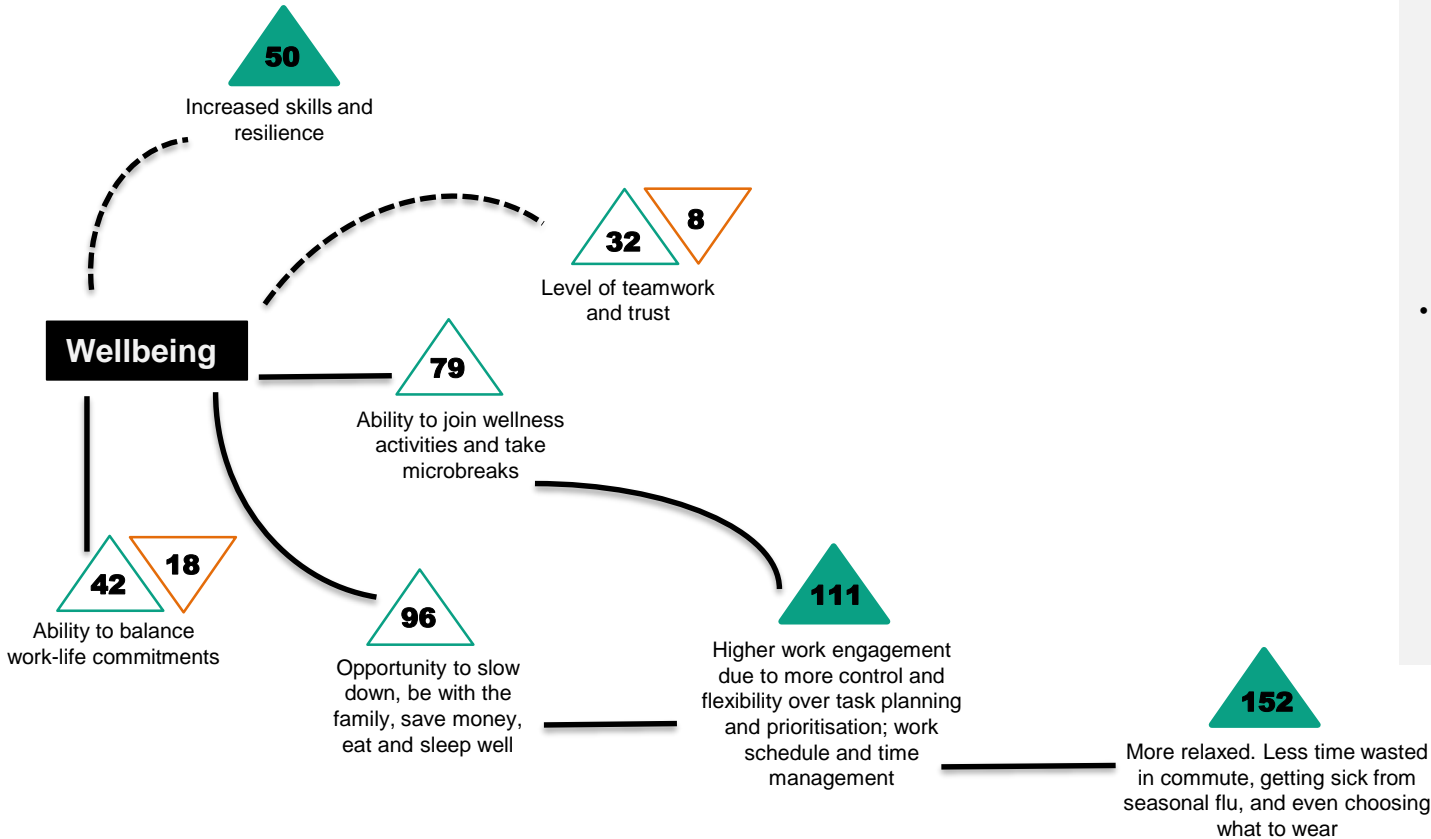 50
Increased skills and
resilience
32
8
Level of teamwork
and trust
Wellbeing
79
Ability to join wellness
activities and take
microbreaks
42
18
Ability to balance
work-life commitments
96
Opportunity to slow
down, be with the
family, save money,
eat and sleep well
111
Higher work engagement
due to more control and
flexibility over task planning
and prioritisation; work
schedule and time
management
152
More relaxed. Less time wasted
in commute, getting sick from
seasonal flu, and even choosing
what to wear
•